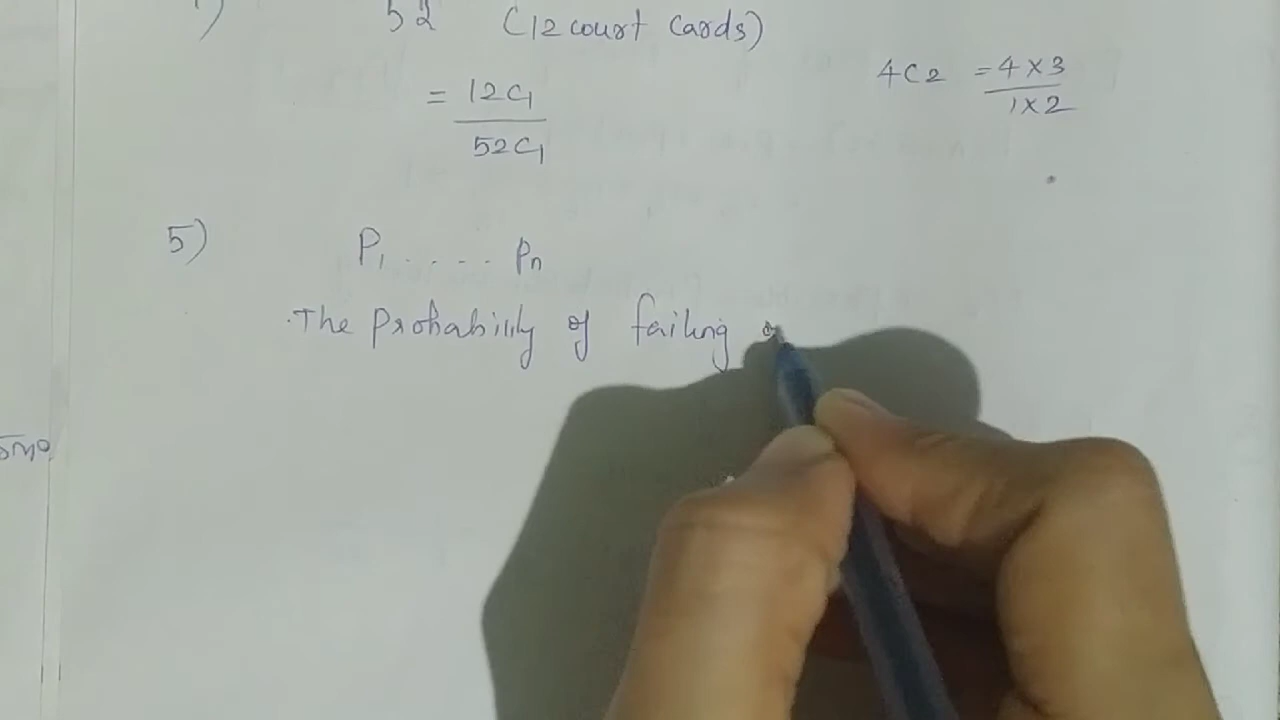 52 (12 court cards)
4C2 = 4 X 3
1 X 2
= 12C1
52C1
5) P1 ..... Pn
The Probability of failing